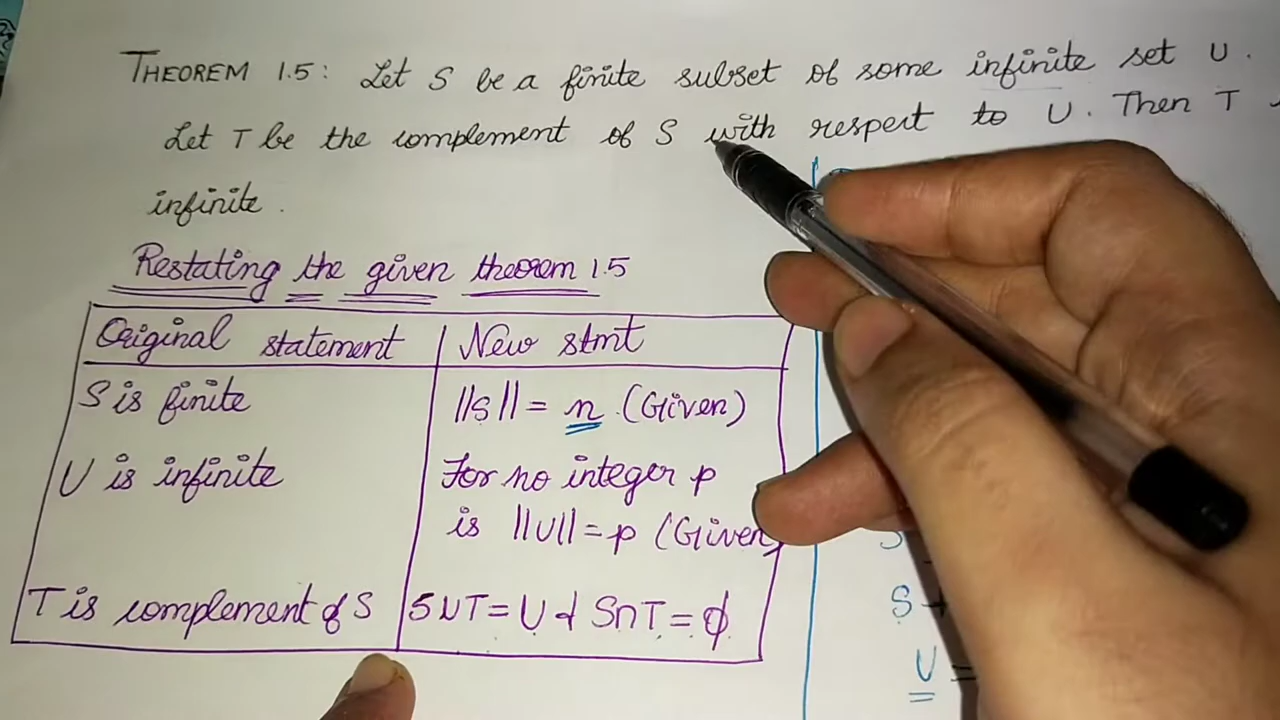 THEOREM 1.5: Let S be a finite subset of some infinite set U.
Let T be the complement of S with respert to U. Then T
infinite.
Restating the given theorem 1.5
Original statement New stmt
S is finite ||S|| = n (Given)
U is infinite For no integer p
is ||U|| = p (Given)
T is complement of S SUT = U & S∩T = ϕ
S
S +
U =